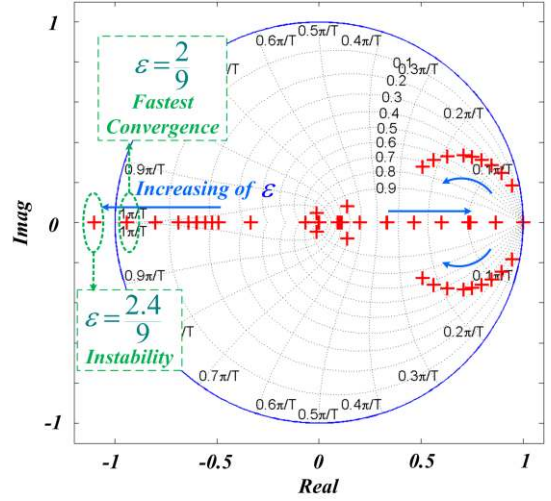 1
0.5π/T
0.6π/T
0.4π/T
ε = 2/9
Fastest
Convergence
0.1
0.3π/T
0.2
0.3
0.4
0.5
0.6
0.7
0.8
0.9
0.2π/T
0.9π/T
0.1π/T
Increasing of ε
Imag
0
1π/T
1π/T
0.9π/T
0.1π/T
ε = 2.4/9
Instability
0.2π/T
0.7π/T
0.3π/T
0.6π/T
0.4π/T
0.5π/T
-1
-1
-0.5
0
0.5
1
Real